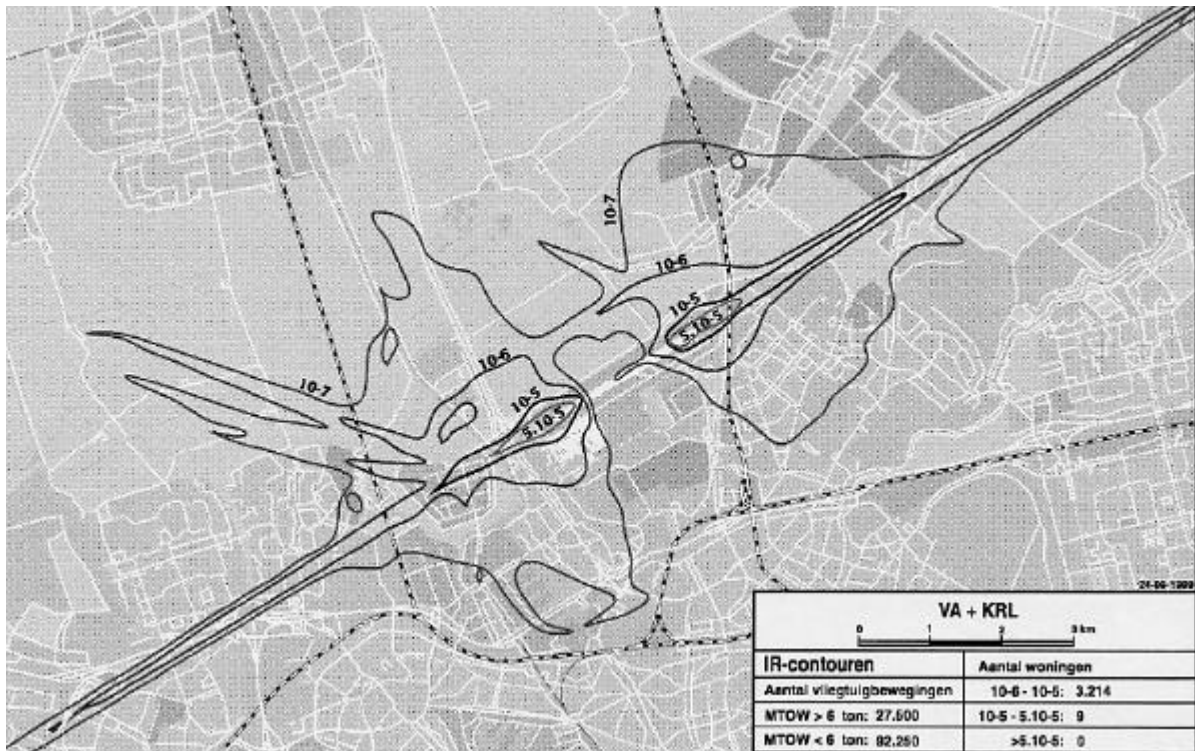 10-7
10-6
10-5
5.10-5
10-6
10-7
10-5
5.10-5
VA + KRL
0 1 2 3 km
IR-contouren
Aantal woningen
Aantal vliegtuigbewegingen
10-6 - 10-5: 3.214
MTOW > 6 ton: 27.500
10-5 - 5.10-5: 9
MTOW < 6 ton: 82.250
>5.10-5: 0